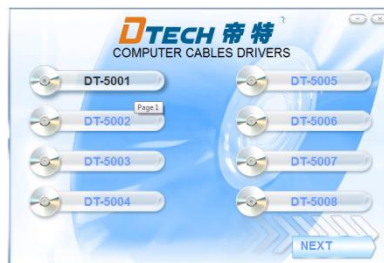 DTECH 帝特
COMPUTER CABLES DRIVERS
DT-5001
DT-5005
Page 1
DT-5002
DT-5006
DT-5003
DT-5007
DT-5004
DT-5008
NEXT